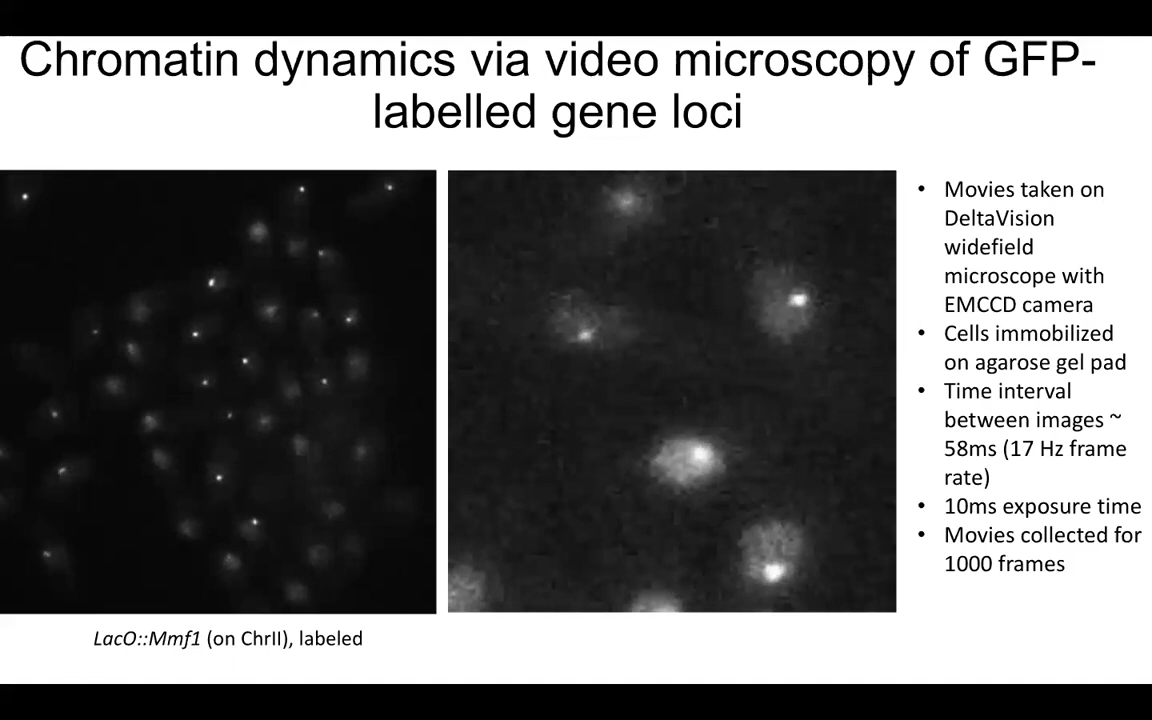 Chromatin dynamics via video microscopy of GFP-
labelled gene loci
• Movies taken on
DeltaVision
widefield
microscope with
EMCCD camera
• Cells immobilized
on agarose gel pad
• Time interval
between images ~
58ms (17 Hz frame
rate)
• 10ms exposure time
• Movies collected for
1000 frames
LacO::Mmf1 (on ChrII), labeled